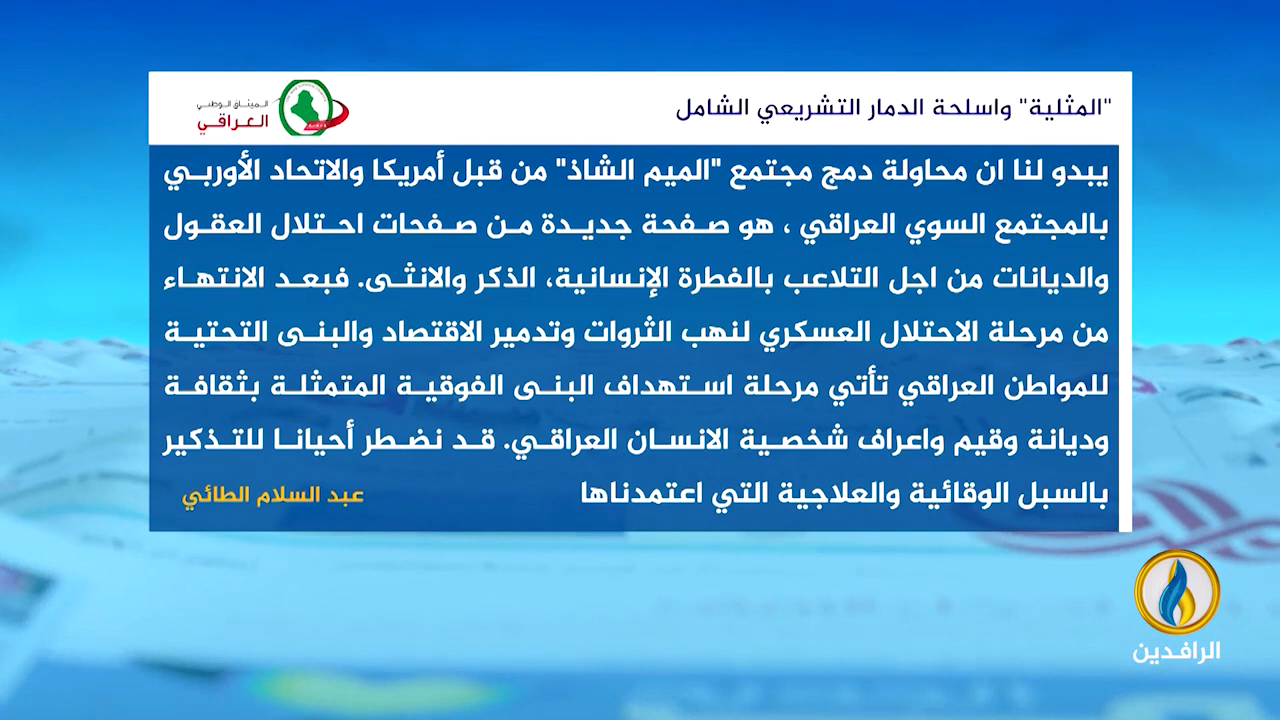 "المثلية" واسلحة الدمار التشريعي الشامل
الميثاق الوطني
العراقي
يبدو لنا ان محاولة دمج مجتمع "الميم الشاذ" من قبل أمريكا والاتحاد الأوربي
بالمجتمع السوي العراقي ، هو صفحة جديدة من صفحات احتلال العقول
والديانات من اجل التلاعب بالفطرة الإنسانية، الذكر والانثى. فبعد الانتهاء
من مرحلة الاحتلال العسكري لنهب الثروات وتدمير الاقتصاد والبنى التحتية
للمواطن العراقي تأتي مرحلة استهداف البنى الفوقية المتمثلة بثقافة
وديانة وقيم واعراف شخصية الانسان العراقي. قد نضطر أحيانا للتذكير
بالسبل الوقائية والعلاجية التي اعتمدناها
عبد السلام الطائي
الرافدين